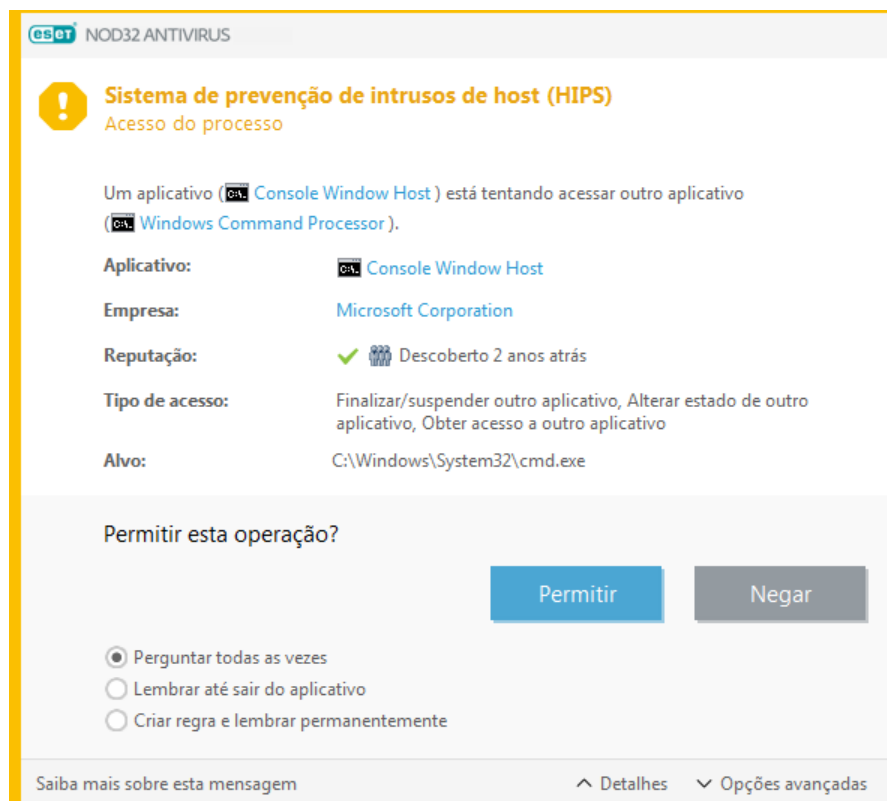 eset NOD32 ANTIVIRUS
Sistema de prevenção de intrusos de host (HIPS)
Acesso do processo
Um aplicativo (C:\. Console Window Host ) está tentando acessar outro aplicativo
(C:\. Windows Command Processor ).
Aplicativo: C:\. Console Window Host
Empresa: Microsoft Corporation
Reputação: Descoberto 2 anos atrás
Tipo de acesso: Finalizar/suspender outro aplicativo, Alterar estado de outro
aplicativo, Obter acesso a outro aplicativo
Alvo: C:\Windows\System32\cmd.exe
Permitir esta operação?
Permitir Negar
Perguntar todas as vezes
Lembrar até sair do aplicativo
Criar regra e lembrar permanentemente
Saiba mais sobre esta mensagem Detalhes Opções avançadas